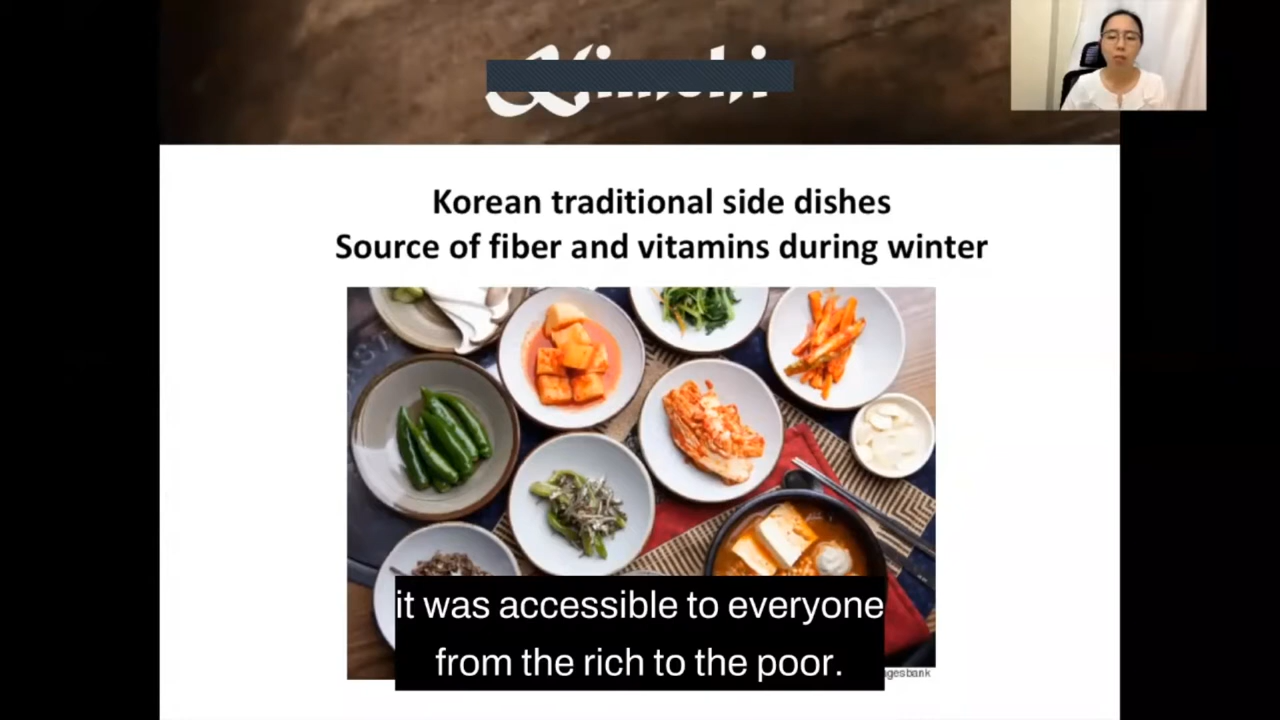 Kimchi
Korean traditional side dishes
Source of fiber and vitamins during winter
it was accessible to everyone
from the rich to the poor.